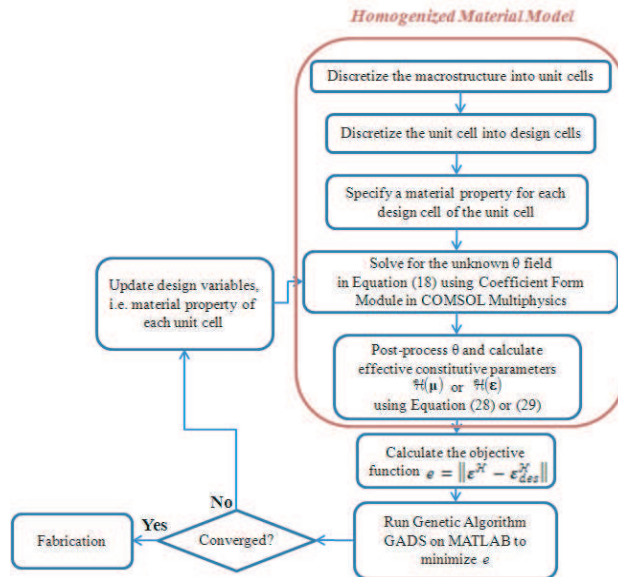 Homogenized Material Model
Discretize the macrostructure into unit cells
Discretize the unit cell into design cells
Specify a material property for each
design cell of the unit cell
Solve for the unknown θ field
in Equation (18) using Coefficient Form
Module in COMSOL Multiphysics
Update design variables,
i.e. material property of
each unit cell
Post-process θ and calculate
effective constitutive parameters
ℋ(μ) or ℋ(ε)
using Equation (28) or (29)
Calculate the objective
function e = ‖ε^ℋ − ε^ℋ_des‖
Run Genetic Algorithm
GADS on MATLAB to
minimize e
Converged?
No
Yes
Fabrication